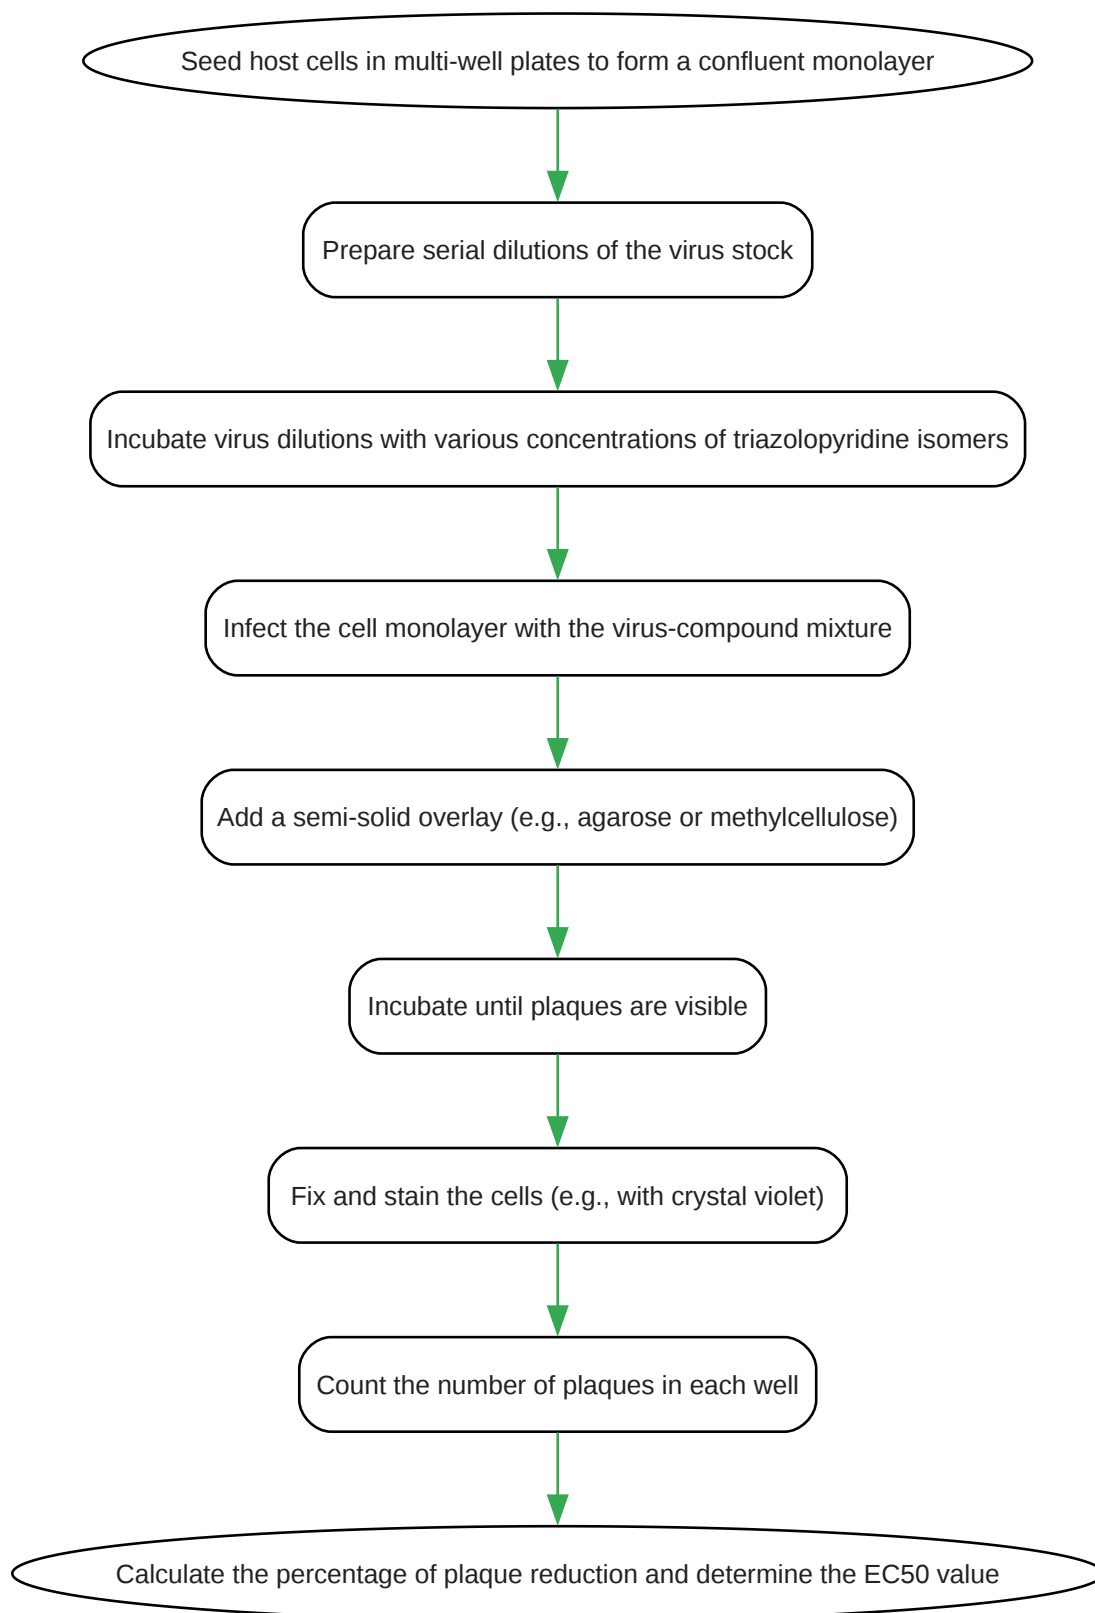 Seed host cells in multi-well plates to form a confluent monolayer
Prepare serial dilutions of the virus stock
Incubate virus dilutions with various concentrations of triazolopyridine isomers
Infect the cell monolayer with the virus-compound mixture
Add a semi-solid overlay (e.g., agarose or methylcellulose)
Incubate until plaques are visible
Fix and stain the cells (e.g., with crystal violet)
Count the number of plaques in each well
Calculate the percentage of plaque reduction and determine the EC50 value